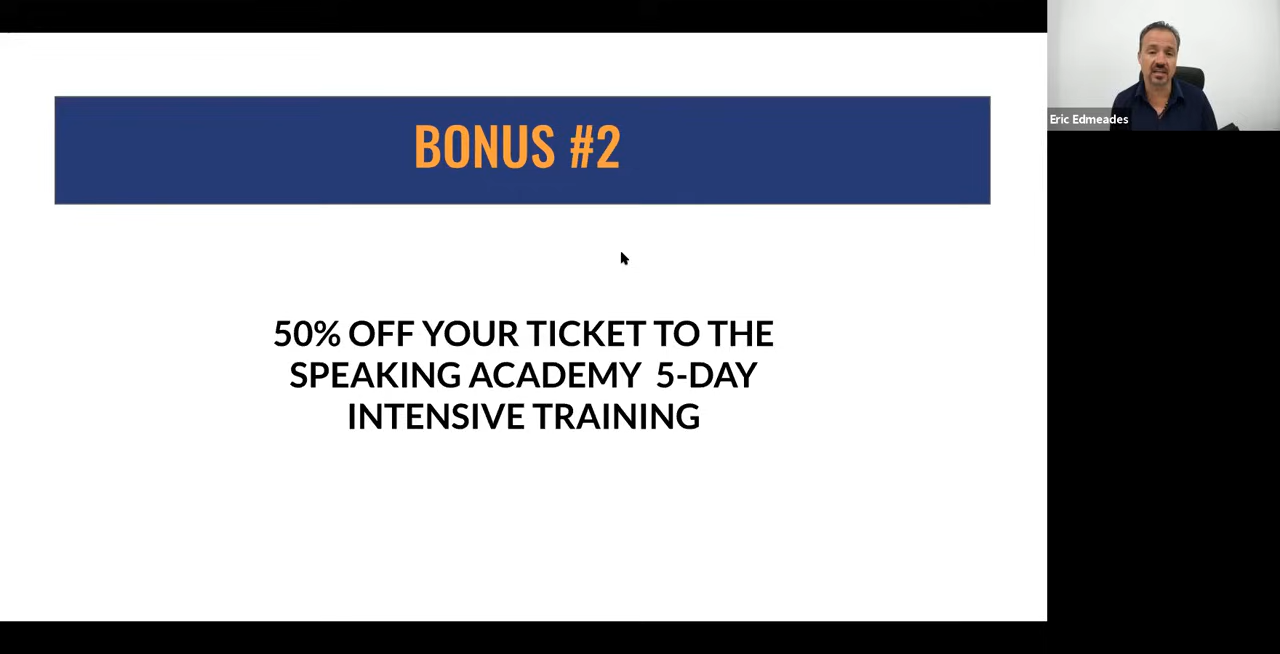 BONUS #2
50% OFF YOUR TICKET TO THE
SPEAKING ACADEMY 5-DAY
INTENSIVE TRAINING
Eric Edmeades